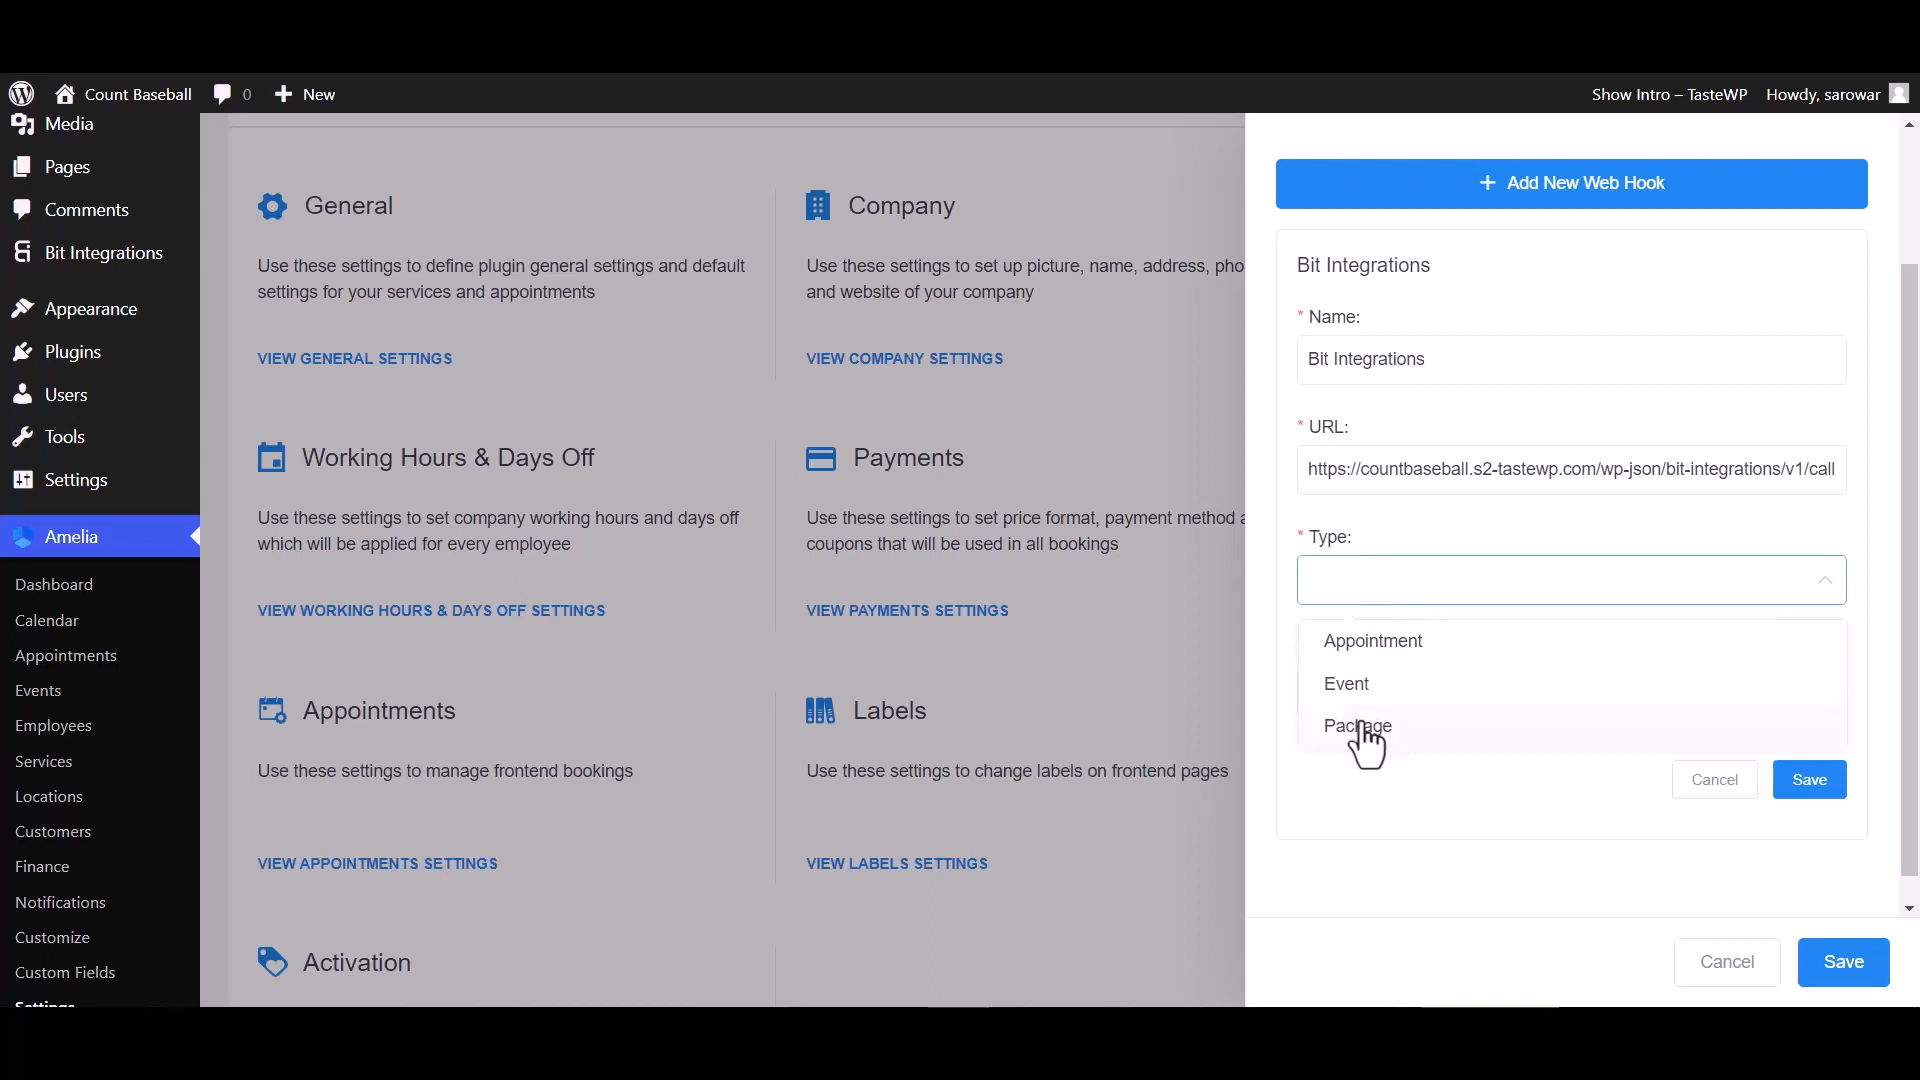 Count Baseball
0
New
Show Intro – TasteWP
Howdy, sarowar
Media
Pages
Comments
Bit Integrations
Appearance
Plugins
Users
Tools
Settings
Amelia
Dashboard
Calendar
Appointments
Events
Employees
Services
Locations
Customers
Finance
Notifications
Customize
Custom Fields
Settings
General
Use these settings to define plugin general settings and default
settings for your services and appointments
VIEW GENERAL SETTINGS
Company
Use these settings to set up picture, name, address, pho
and website of your company
VIEW COMPANY SETTINGS
Working Hours & Days Off
Use these settings to set company working hours and days off
which will be applied for every employee
VIEW WORKING HOURS & DAYS OFF SETTINGS
Payments
Use these settings to set price format, payment method a
coupons that will be used in all bookings
VIEW PAYMENTS SETTINGS
Appointments
Use these settings to manage frontend bookings
VIEW APPOINTMENTS SETTINGS
Labels
Use these settings to change labels on frontend pages
VIEW LABELS SETTINGS
Activation
+ Add New Web Hook
Bit Integrations
* Name:
Bit Integrations
* URL:
https://countbaseball.s2-tastewp.com/wp-json/bit-integrations/v1/call
* Type:
Appointment
Event
Package
Cancel
Save
Cancel
Save